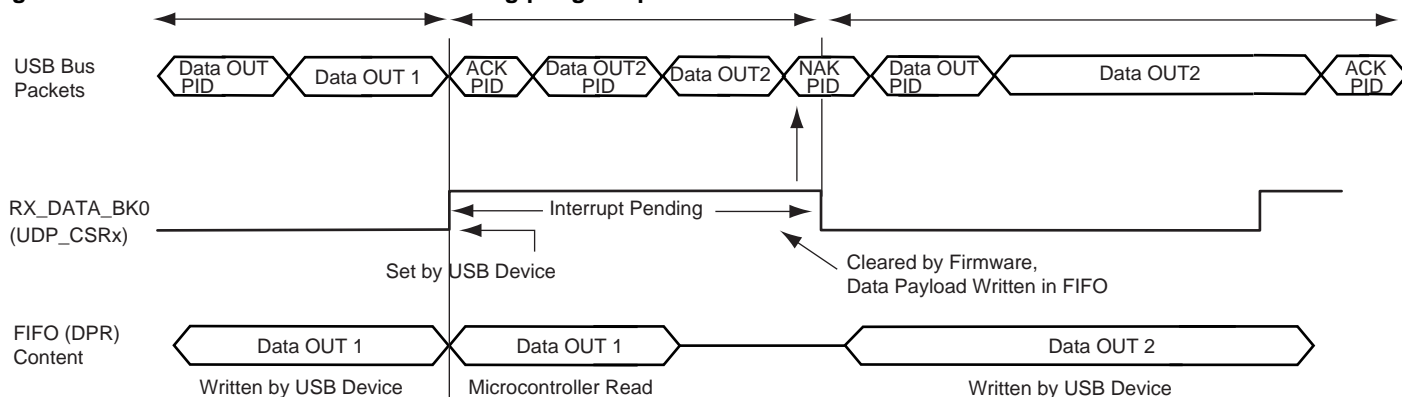 USB Bus
Packets
Data OUT
PID
Data OUT 1
ACK
PID
Data OUT2
PID
Data OUT2
NAK
PID
Data OUT
PID
Data OUT2
ACK
PID
RX_DATA_BK0
(UDP_CSRx)
Interrupt Pending
Set by USB Device
Cleared by Firmware,
Data Payload Written in FIFO
FIFO (DPR)
Content
Data OUT 1
Data OUT 1
Data OUT 2
Written by USB Device
Microcontroller Read
Written by USB Device